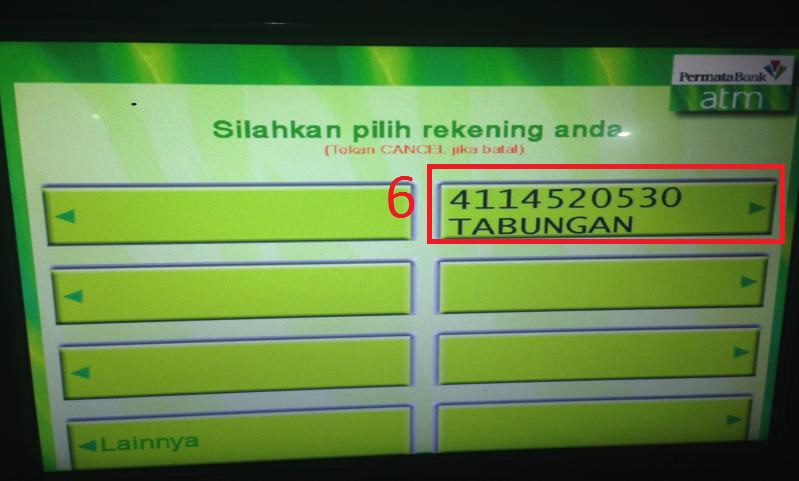 PermataBank
atm
Silahkan pilih rekening anda
(Tekan CANCEL jika batal)
6
4114520530
TABUNGAN
Lainnya